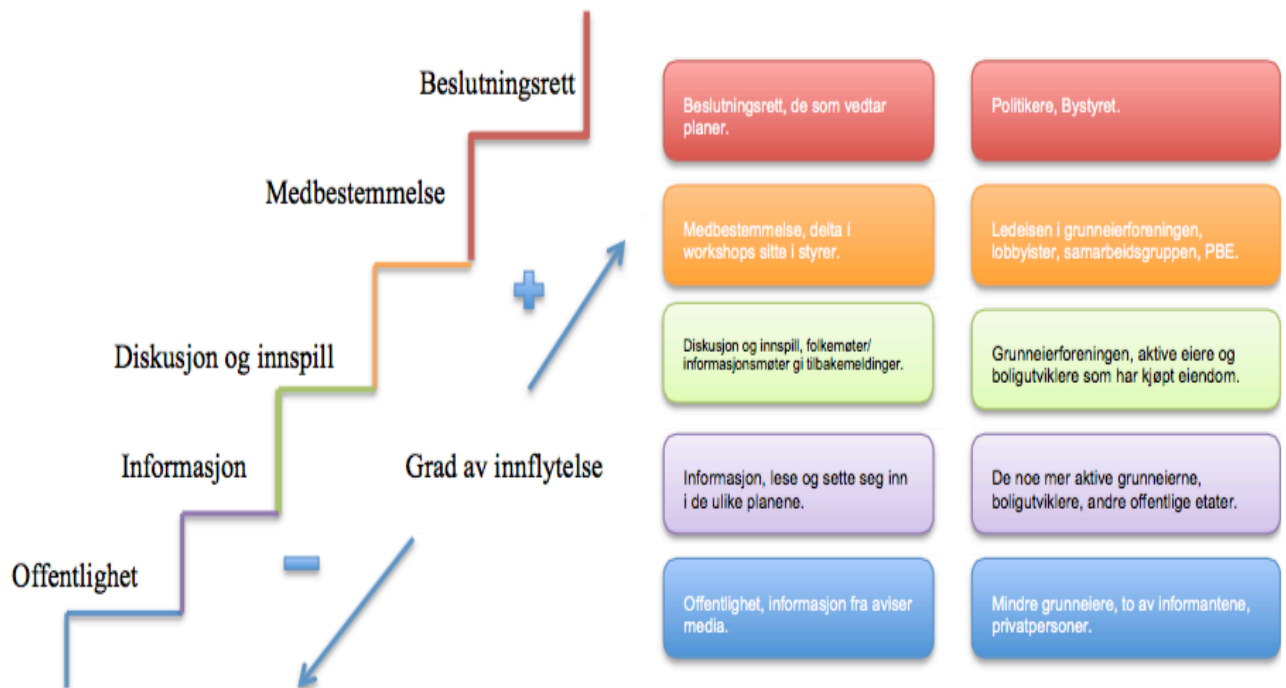 Beslutningsrett
Medbestemmelse
Diskusjon og innspill
Informasjon
Grad av innflytelse
Offentlighet
Beslutningsrett, de som vedtar
planer.
Politikere, Bystyret.
Medbestemmelse, delta i
workshops sitte i styrer.
Ledelsen i grunneierforeningen,
lobbyister, samarbeidsgruppen, PBE.
Diskusjon og innspill, folkemøter/
informasjonsmøter gi tilbakemeldinger.
Grunneierforeningen, aktive eiere og
boligutviklere som har kjøpt eiendom.
Informasjon, lese og sette seg inn
i de ulike planene.
De noe mer aktive grunneierne,
boligutviklere, andre offentlige etater.
Offentlighet, informasjon fra aviser
media.
Mindre grunneiere, to av informantene,
privatpersoner.